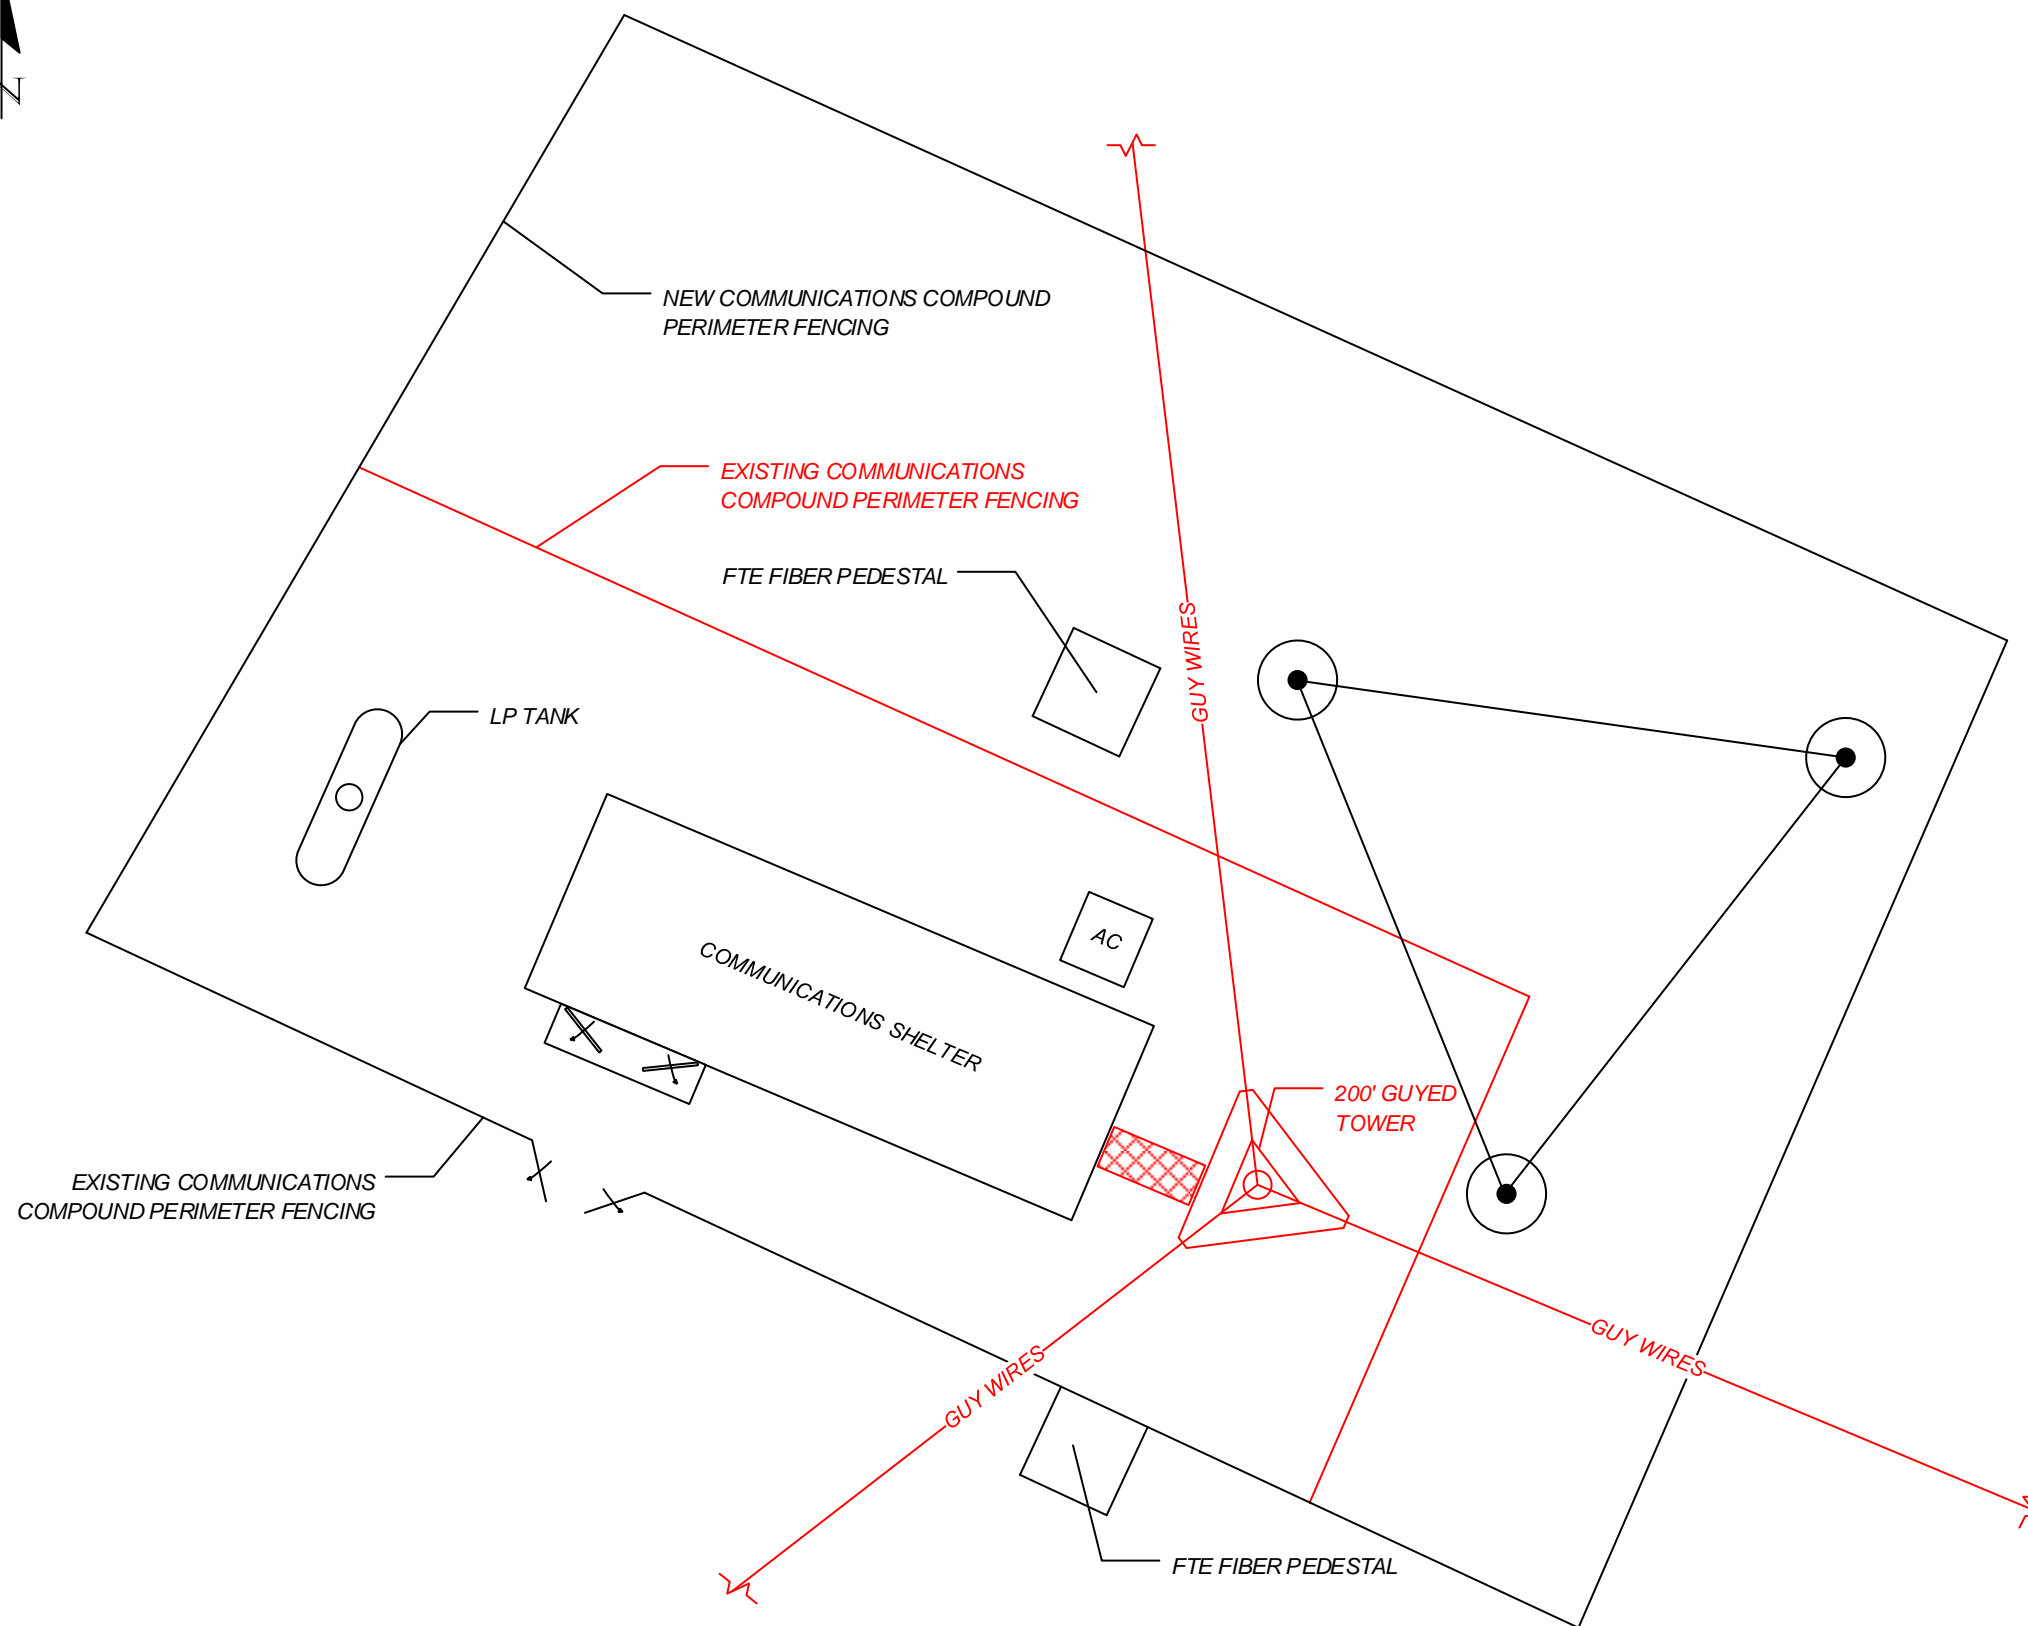 N
NEW COMMUNICATIONS COMPOUND
PERIMETER FENCING
EXISTING COMMUNICATIONS
COMPOUND PERIMETER FENCING
FTE FIBER PEDESTAL
GUY WIRES
LP TANK
AC
COMMUNICATIONS SHELTER
200' GUYED
TOWER
EXISTING COMMUNICATIONS
COMPOUND PERIMETER FENCING
GUY WIRES
GUY WIRES
FTE FIBER PEDESTAL